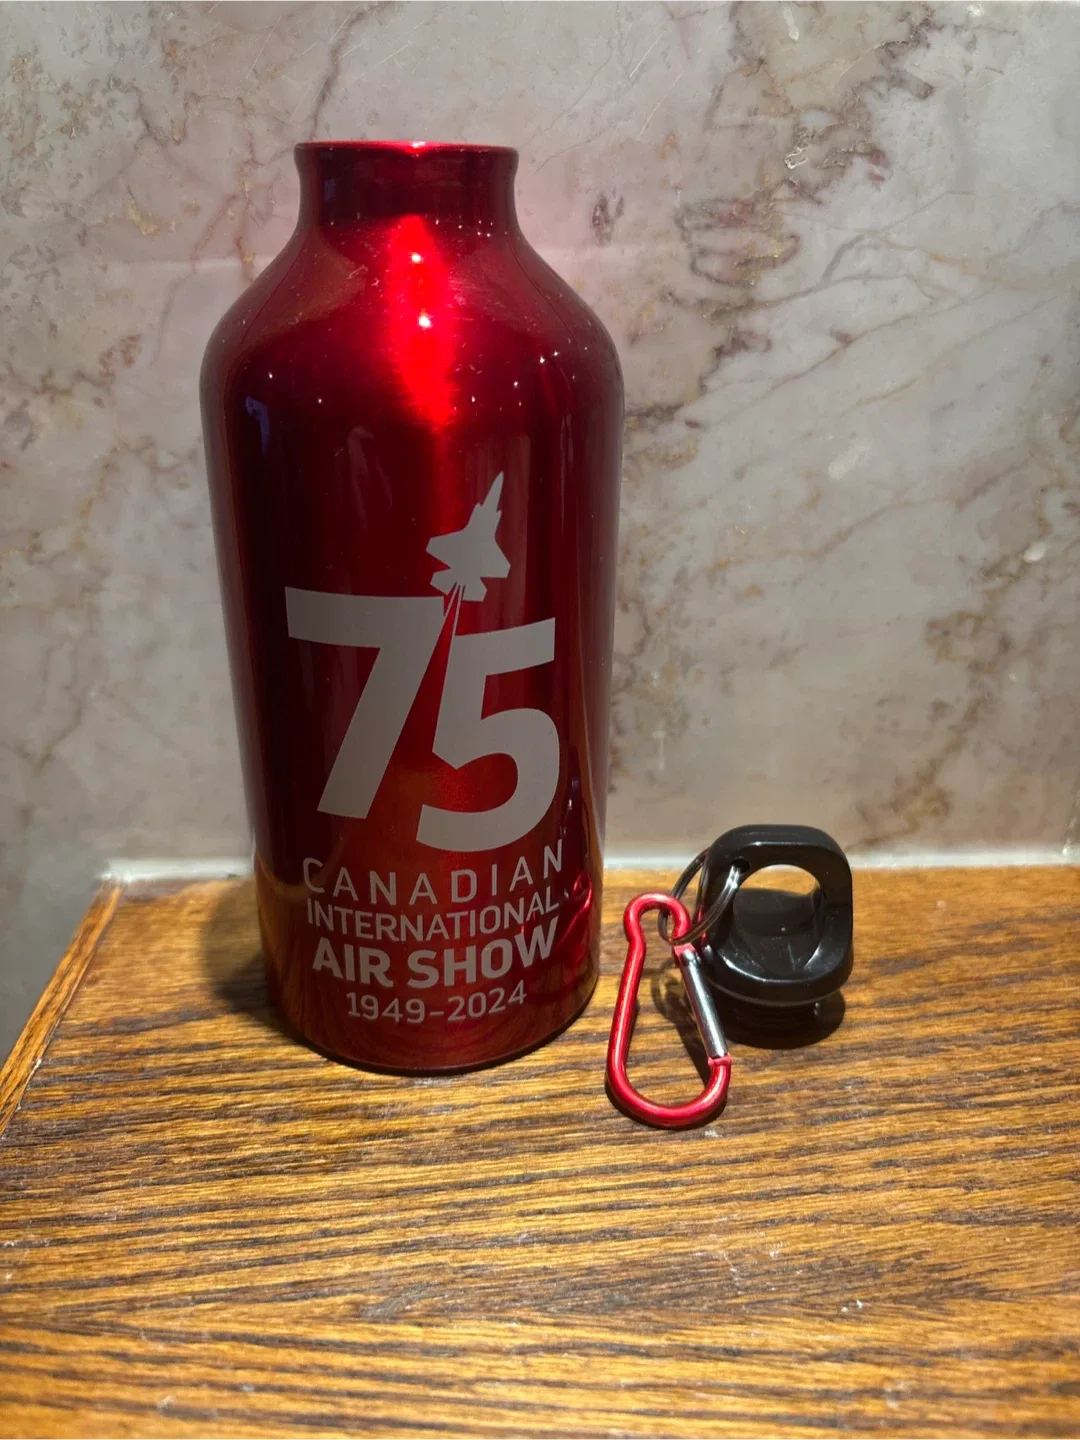 75
CANADIAN
INTERNATIONAL
AIR SHOW
1949-2024